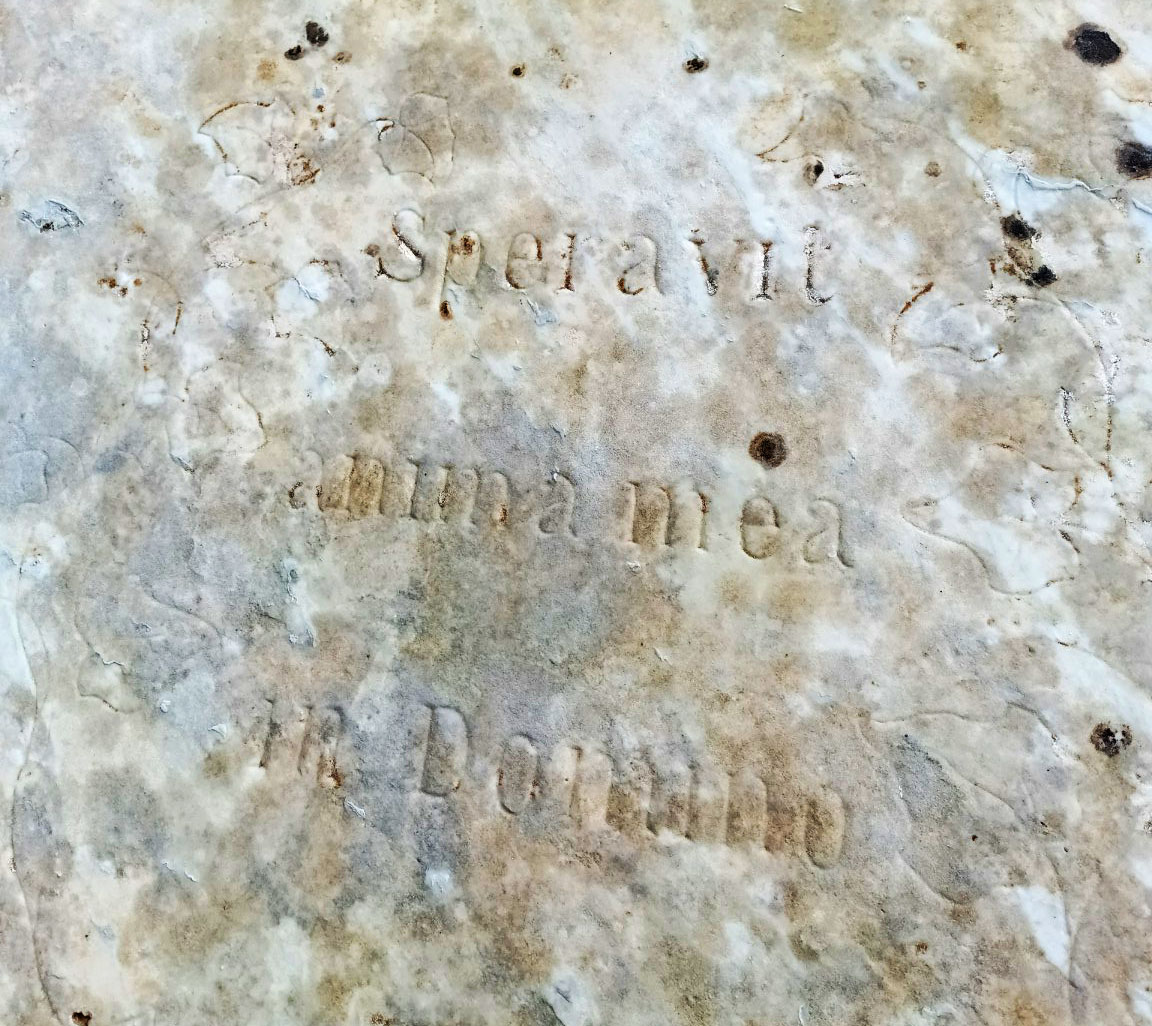 Speravit
anima mea
in Domino